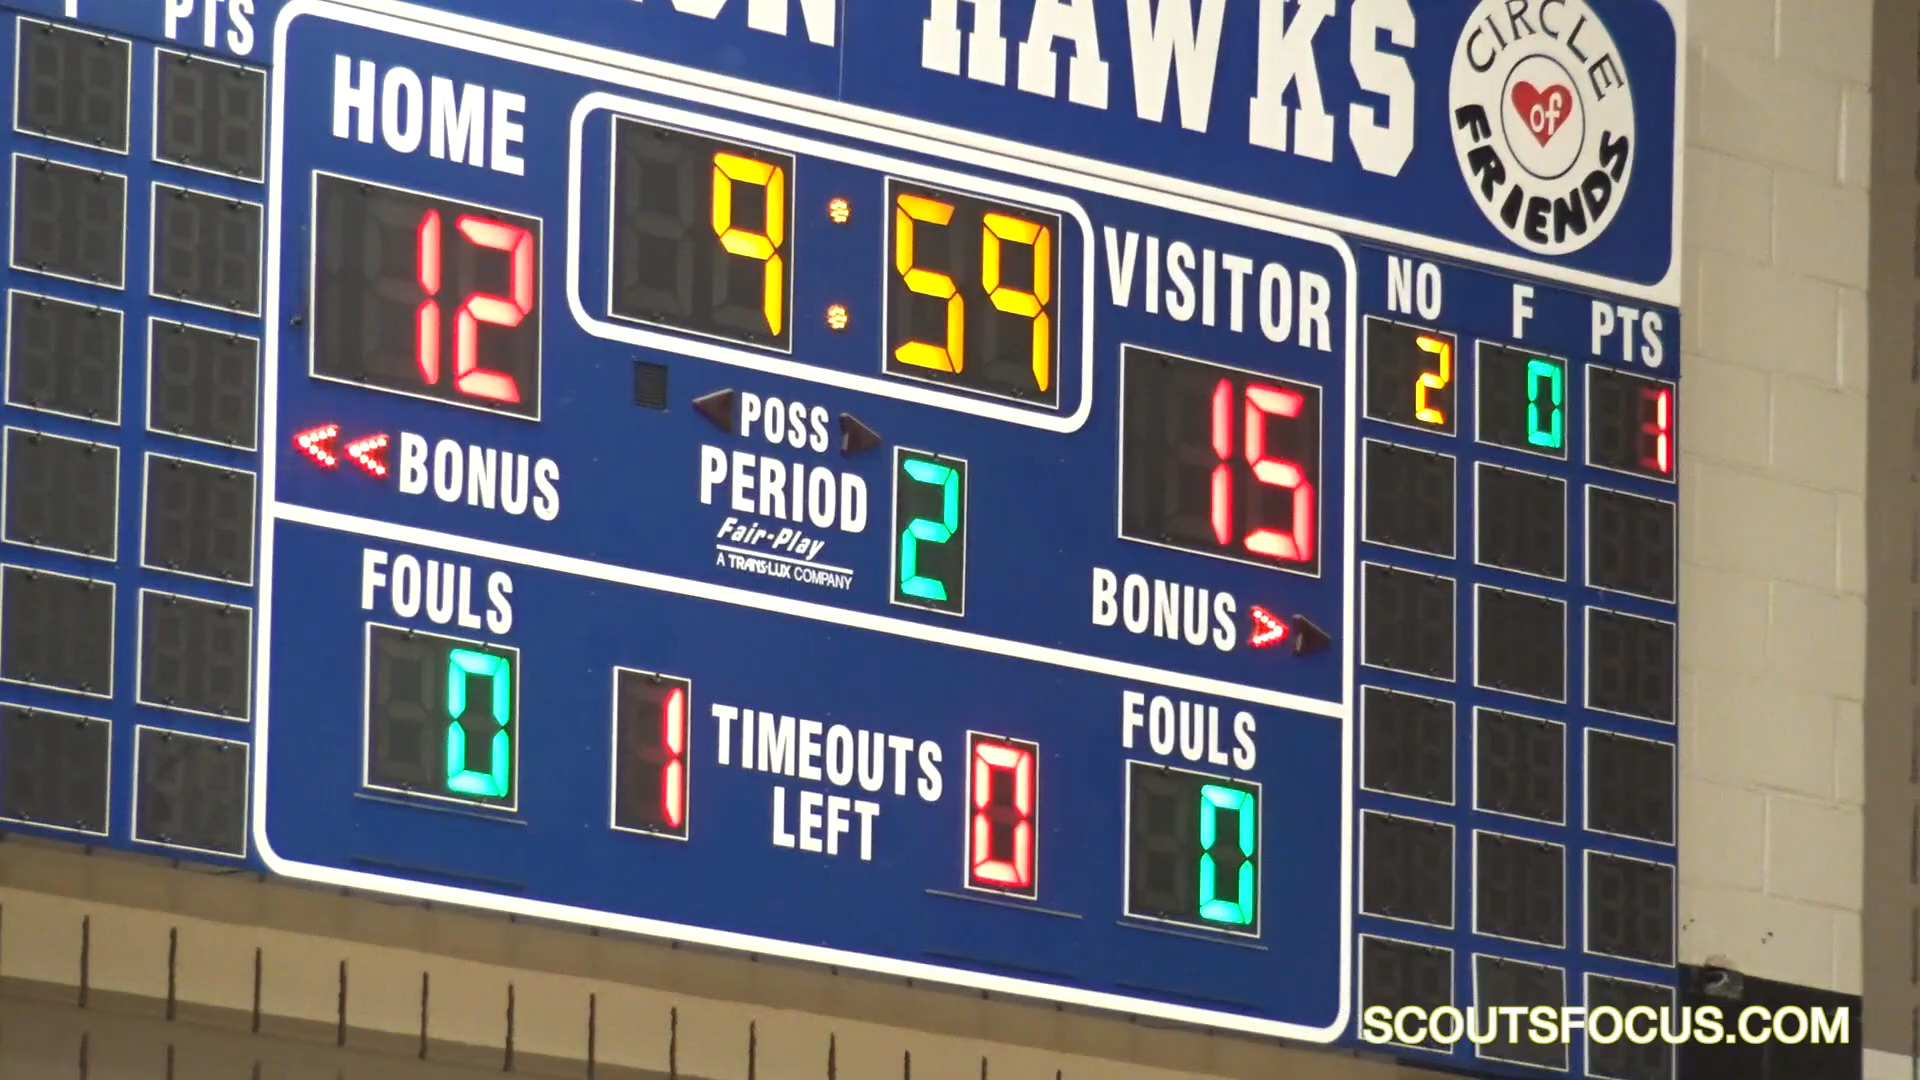 HAWKS
CIRCLE
of
FRIENDS
PTS
HOME
12
9:59
VISITOR
15
NO F PTS
2 0 1
BONUS
POSS
PERIOD
2
Fair-Play
A TRANS-LUX COMPANY
BONUS
FOULS
0
1
TIMEOUTS
LEFT
0
FOULS
0
SCOUTSFOCUS.COM